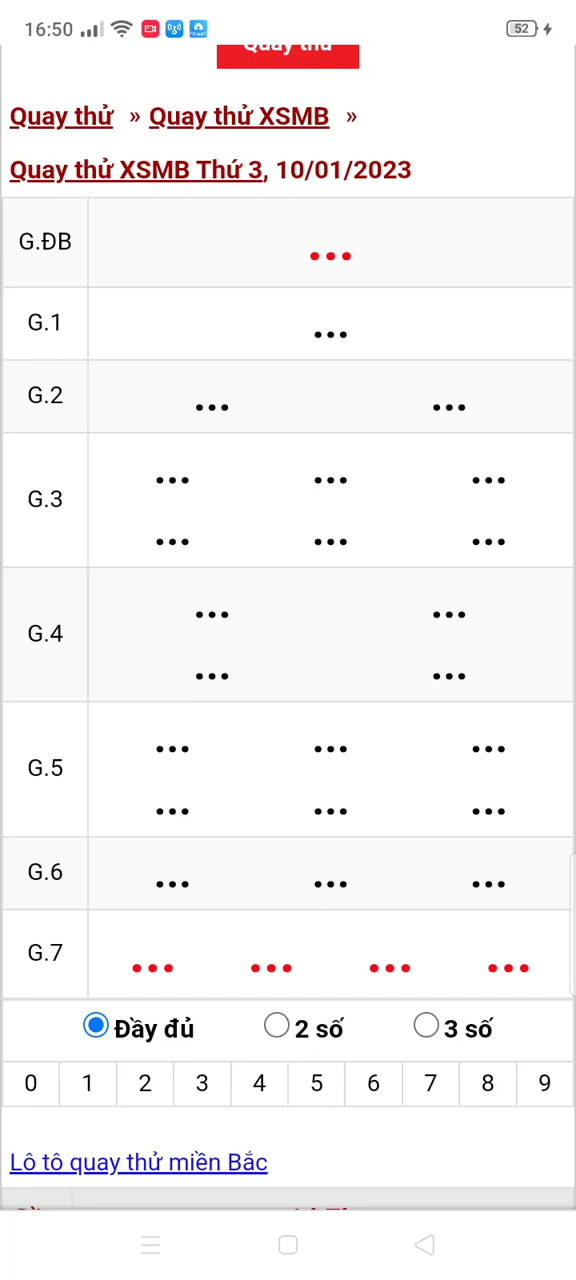 16:50 52
Quay thử
Quay thử » Quay thử XSMB »
Quay thử XSMB Thứ 3, 10/01/2023
G.ĐB ...
G.1 ...
G.2 ... ...
G.3 ... ... ...
... ... ...
G.4 ... ...
... ...
G.5 ... ... ...
... ... ...
G.6 ... ... ...
G.7 ... ... ... ...
Đầy đủ 2 số 3 số
0 1 2 3 4 5 6 7 8 9
Lô tô quay thử miền Bắc